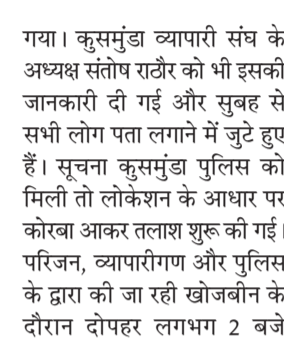 गया। कुसमुंडा व्यापारी संघ के
अध्यक्ष संतोष राठौर को भी इसकी
जानकारी दी गई और सुबह से
सभी लोग पता लगाने में जुटे हुए
हैं। सूचना कुसमुंडा पुलिस को
मिली तो लोकेशन के आधार पर
कोरबा आकर तलाश शुरू की गई।
परिजन, व्यापारीगण और पुलिस
के द्वारा की जा रही खोजबीन के
दौरान दोपहर लगभग 2 बजे